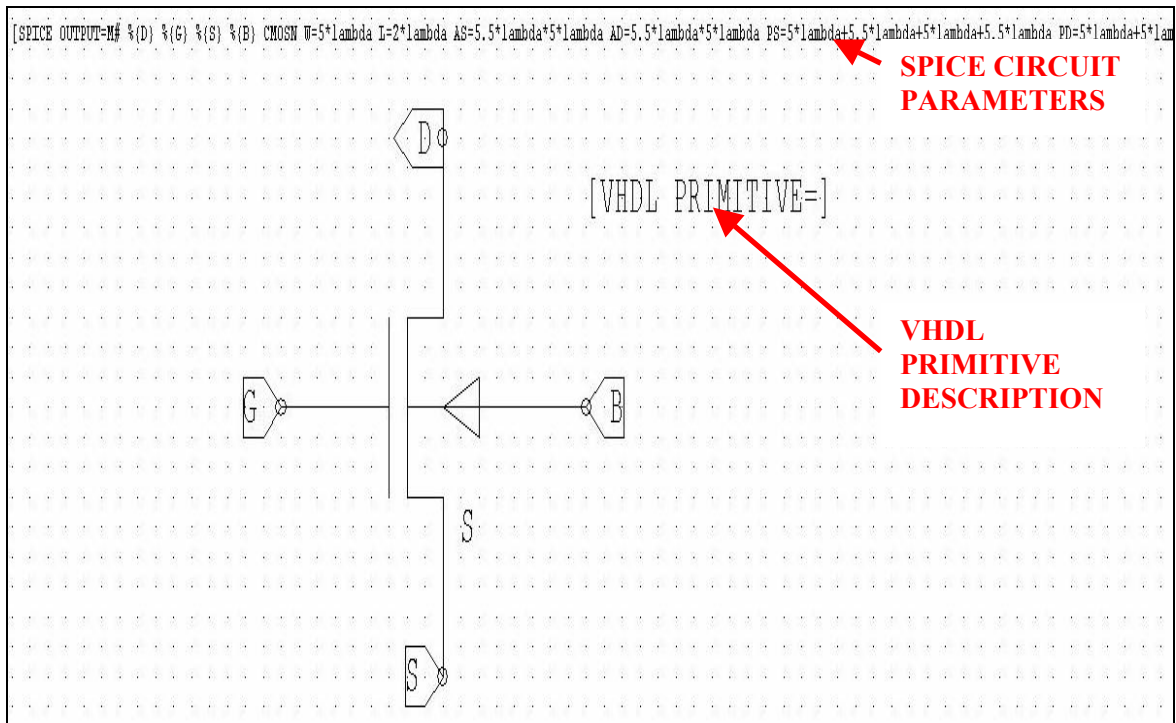 [SPICE OUTPUT=M# %{D} %{G} %{S} %{B} CMOSN W=5*lambda L=2*lambda AS=5.5*lambda*5*lambda AD=5.5*lambda*5*lambda PS=5*lambda+5.5*lambda+5*lambda+5.5*lambda PD=5*lambda+5*lam
SPICE CIRCUIT
PARAMETERS
D
[VHDL PRIMITIVE=]
VHDL
PRIMITIVE
DESCRIPTION
G
B
S
S